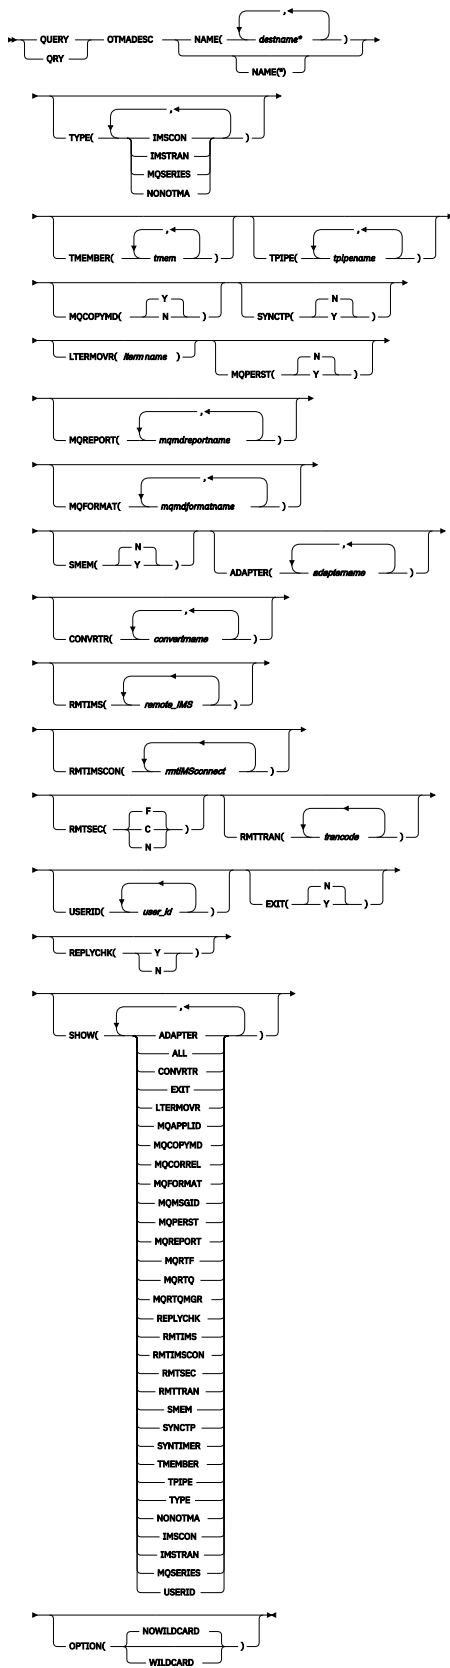 ,
QUERY OTMADESC NAME( destname* )
QRY NAME(*)
,
TYPE( IMSCON )
IMSTRAN
MQSERIES
NONOTMA
, ,
TMEMBER( tmem ) TPIPE( tpipename )
Y N
MQCOPYMD( N ) SYNCTP( Y )
LTERMOVR( lterm name ) N
MQPERST( Y )
,
MQREPORT( mqmdreportname )
,
MQFORMAT( mqmdformatname )
N ,
SMEM( Y ) ADAPTER( adaptername )
,
CONVRTR( convertrname )
RMTIMS( remote_IMS )
RMTIMSCON( rmtIMSconnect )
F
RMTSEC( C ) RMTTRAN( trancode )
N
N
USERID( user_id ) EXIT( Y )
REPLYCHK( Y )
N
,
SHOW( ADAPTER )
ALL
CONVRTR
EXIT
LTERMOVR
MQAPPLID
MQCOPYMD
MQCORREL
MQFORMAT
MQMSGID
MQPERST
MQREPORT
MQRTF
MQRTQ
MQRTQMGR
REPLYCHK
RMTIMS
RMTIMSCON
RMTSEC
RMTTRAN
SMEM
SYNCTP
SYNTIMER
TMEMBER
TPIPE
TYPE
NONOTMA
IMSCON
IMSTRAN
MQSERIES
USERID
NOWILDCARD
OPTION( )
WILDCARD